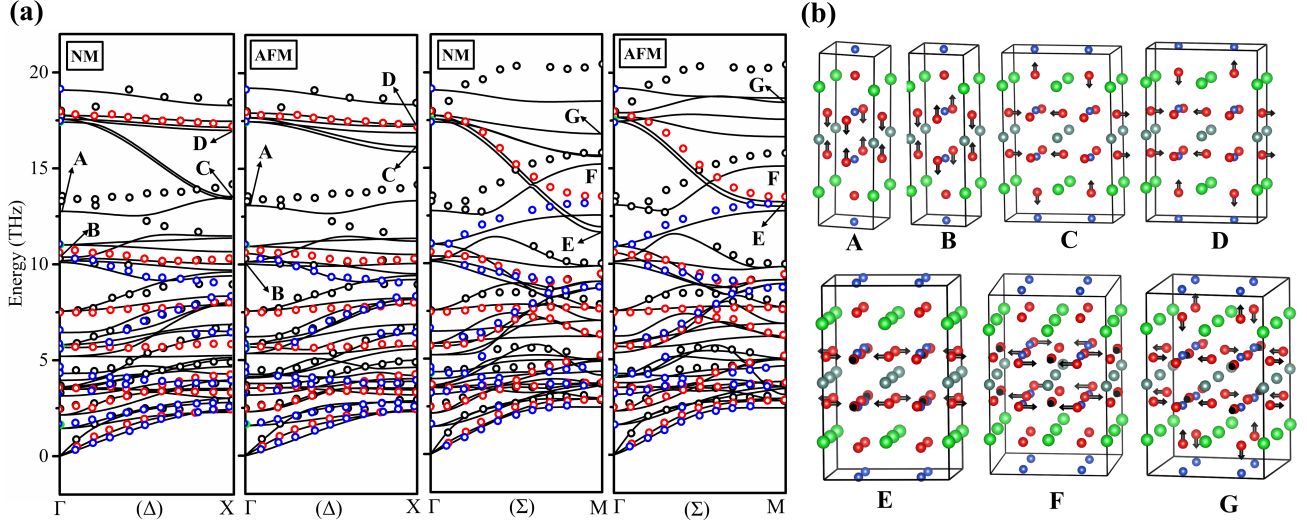 (a)
(b)
NM
AFM
NM
AFM
Energy (THz)
20
15
10
5
0
A
B
C
D
A
B
C
D
G
F
E
G
F
E
Γ
(Δ)
X
Γ
(Δ)
X
Γ
(Σ)
M
Γ
(Σ)
M
A
B
C
D
E
F
G